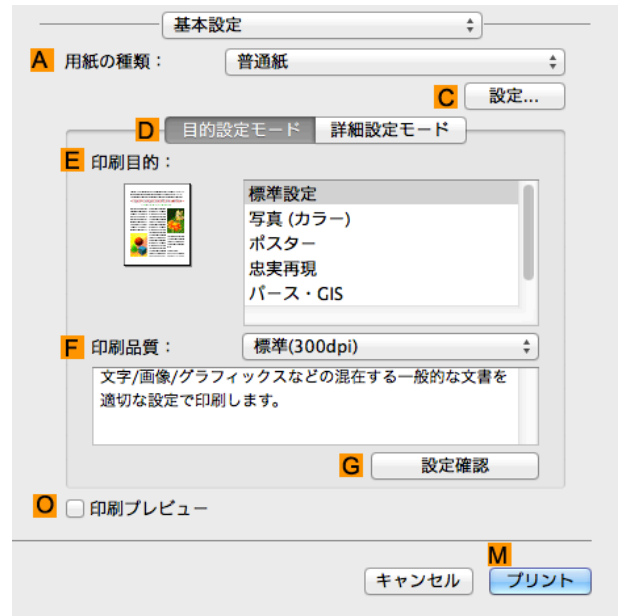 基本設定
A 用紙の種類： 普通紙
C 設定...
D 目的設定モード 詳細設定モード
E 印刷目的：
標準設定
写真 (カラー)
ポスター
忠実再現
パース・GIS
F 印刷品質： 標準(300dpi)
文字/画像/グラフィックスなどの混在する一般的な文書を
適切な設定で印刷します。
G 設定確認
O 印刷プレビュー
M
キャンセル プリント